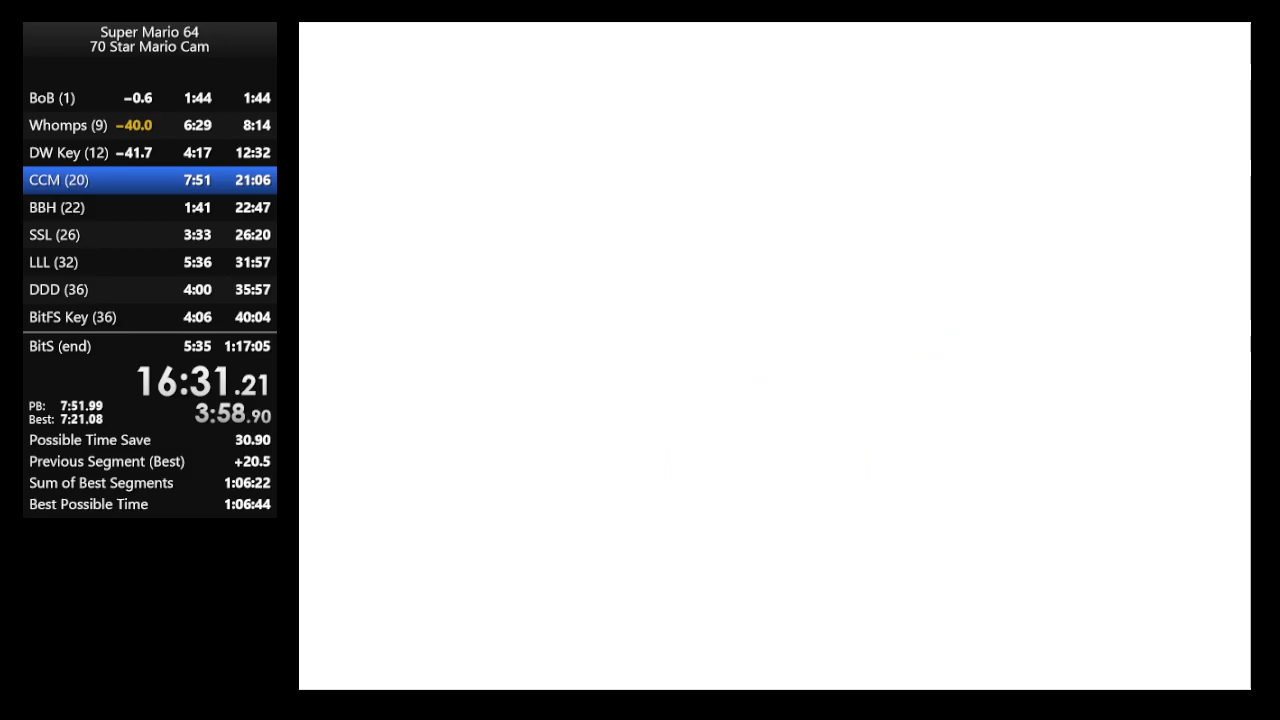 Super Mario 64
70 Star Mario Cam
BoB (1) −0.6 1:44 1:44
Whomps (9) −40.0 6:29 8:14
DW Key (12) −41.7 4:17 12:32
CCM (20) 7:51 21:06
BBH (22) 1:41 22:47
SSL (26) 3:33 26:20
LLL (32) 5:36 31:57
DDD (36) 4:00 35:57
BitFS Key (36) 4:06 40:04
BitS (end) 5:35 1:17:05
16:31.21
PB: 7:51.99
Best: 7:21.08
3:58.90
Possible Time Save 30.90
Previous Segment (Best) +20.5
Sum of Best Segments 1:06:22
Best Possible Time 1:06:44